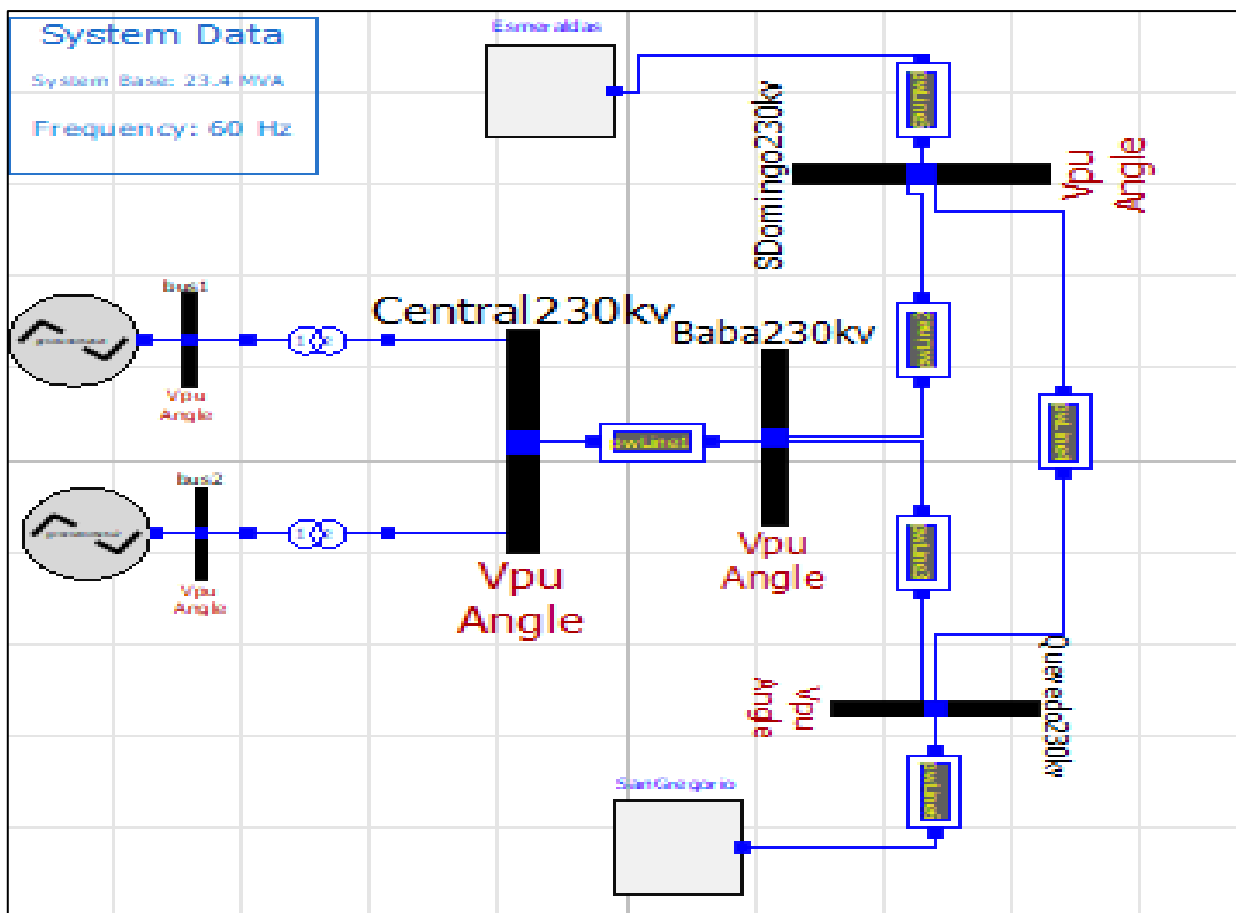 System Data
System Base: 23.4 MVA
Frequency: 60 Hz
Esmeraldas
SDomingo230kv
Vpu
Angle
bus1
Vpu
Angle
Central230kv
Vpu
Angle
Baba230kv
Vpu
Angle
pwLine1
bus2
Vpu
Angle
Quevedo230kv
Vpu
Angle
SanGregorio